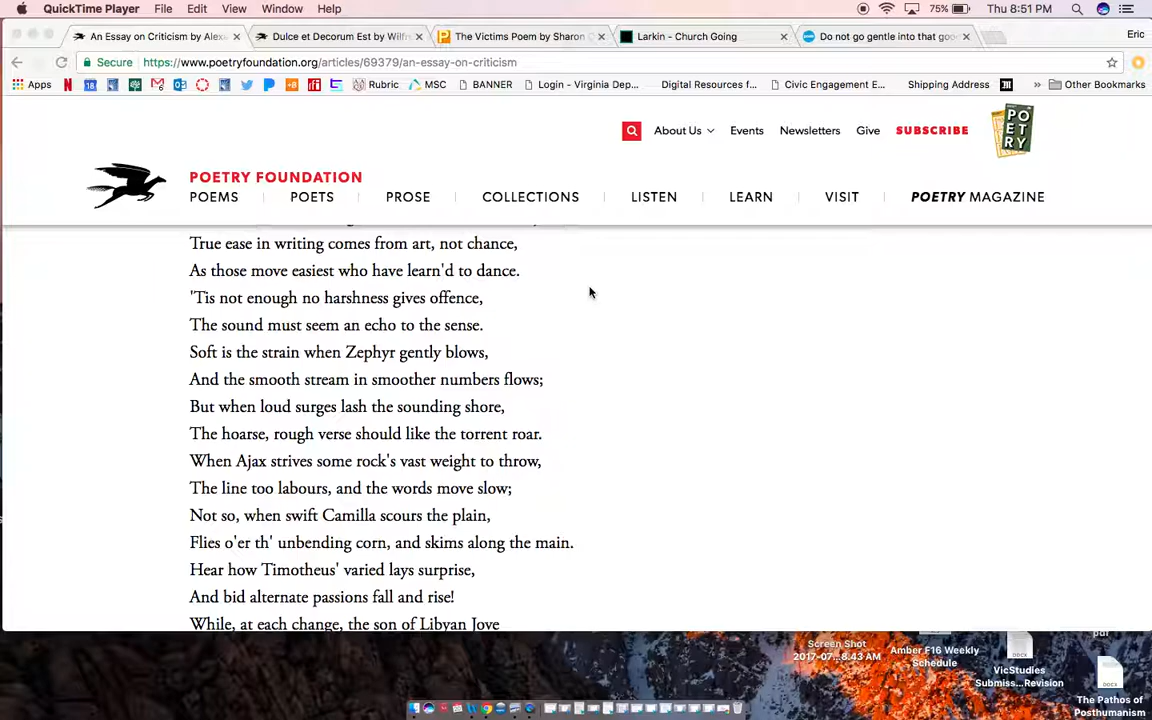 QuickTime Player File Edit View Window Help 75% Thu 8:51 PM
An Essay on Criticism by Alex Dulce et Decorum Est by Wilfr The Victims Poem by Sharon Larkin - Church Going Do not go gentle into that goo Eric
Secure https://www.poetryfoundation.org/articles/69379/an-essay-on-criticism
Apps Rubric MSC BANNER Login - Virginia Dep... Digital Resources f... Civic Engagement E... Shipping Address » Other Bookmarks
About Us Events Newsletters Give SUBSCRIBE
PO
ET
RY
POETRY FOUNDATION
POEMS POETS PROSE COLLECTIONS LISTEN LEARN VISIT POETRY MAGAZINE
True ease in writing comes from art, not chance,
As those move easiest who have learn'd to dance.
'Tis not enough no harshness gives offence,
The sound must seem an echo to the sense.
Soft is the strain when Zephyr gently blows,
And the smooth stream in smoother numbers flows;
But when loud surges lash the sounding shore,
The hoarse, rough verse should like the torrent roar.
When Ajax strives some rock's vast weight to throw,
The line too labours, and the words move slow;
Not so, when swift Camilla scours the plain,
Flies o'er th' unbending corn, and skims along the main.
Hear how Timotheus' varied lays surprise,
And bid alternate passions fall and rise!
While, at each change, the son of Libyan Jove
pdf
Screen Shot
2017-07...8.43 AM
Amber F16 Weekly
Schedule
DOCX
VicStudies
Submiss...Revision
DOCX
The Pathos of
Posthumanism